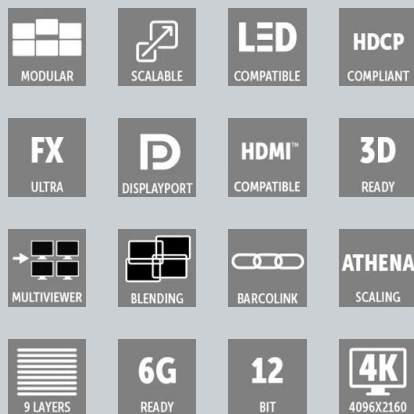 MODULAR
SCALABLE
LED
COMPATIBLE
HDCP
COMPLIANT
FX
ULTRA
DISPLAYPORT
HDMI™
COMPATIBLE
3D
READY
MULTIVIEWER
BLENDING
BARCOLINK
ATHENA
SCALING
9 LAYERS
6G
READY
12
BIT
4K
4096X2160